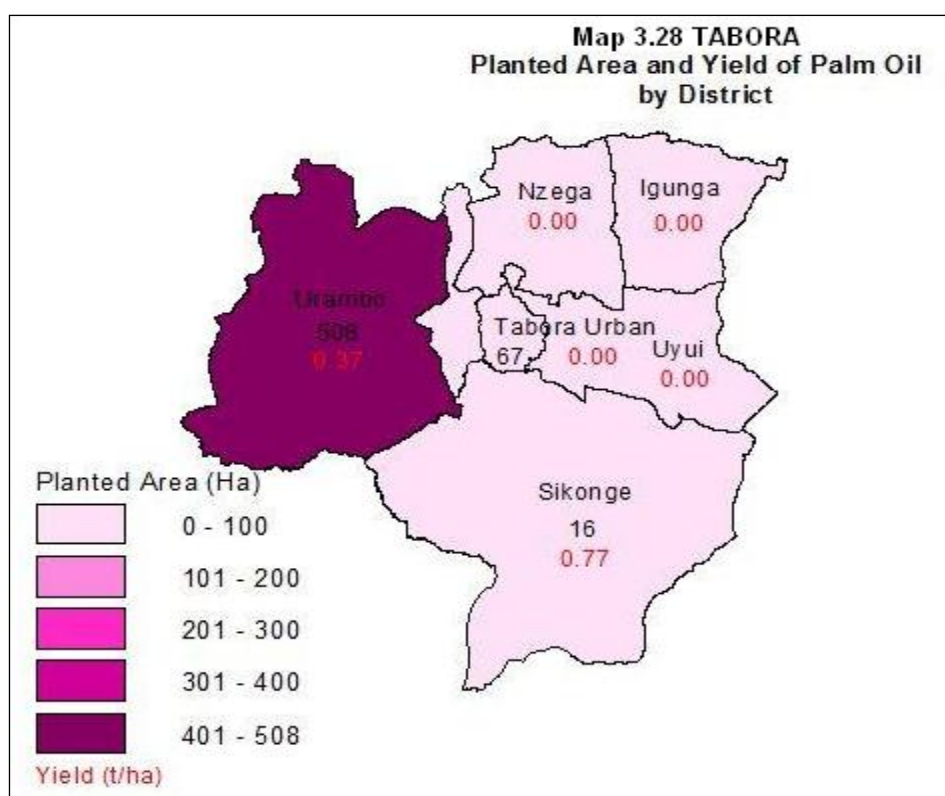 Map 3.28 TABORA
Planted Area and Yield of Palm Oil
by District
Nzega
0.00
Igunga
0.00
Urambo
508
0.37
Tabora Urban
67
0.00
Uyui
0.00
Sikonge
16
0.77
Planted Area (Ha)
0 - 100
101 - 200
201 - 300
301 - 400
401 - 508
Yield (t/ha)